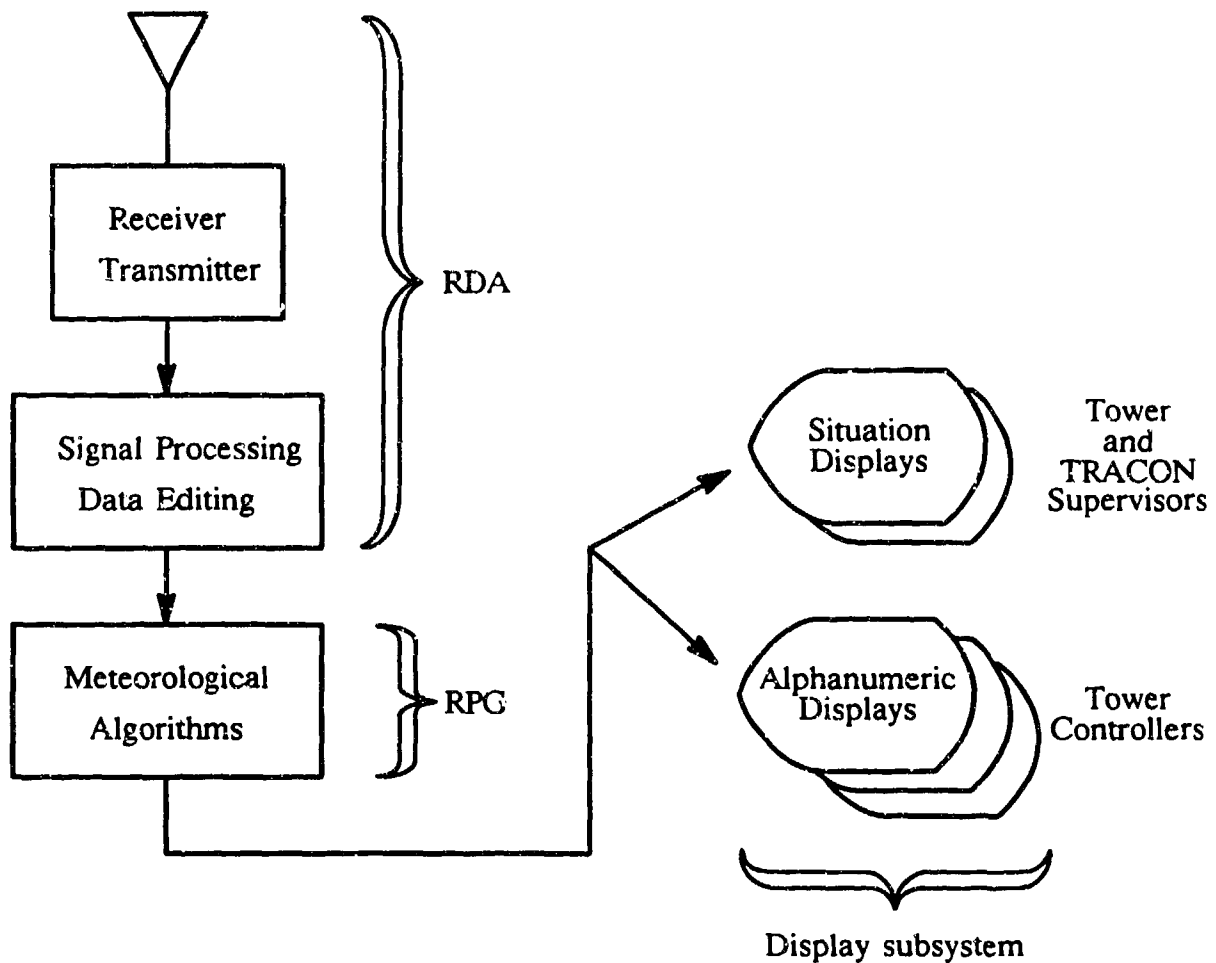 Receiver
Transmitter
RDA
Signal Processing
Data Editing
Meteorological
Algorithms
RPG
Situation
Displays
Tower
and
TRACON
Supervisors
Alphanumeric
Displays
Tower
Controllers
Display subsystem